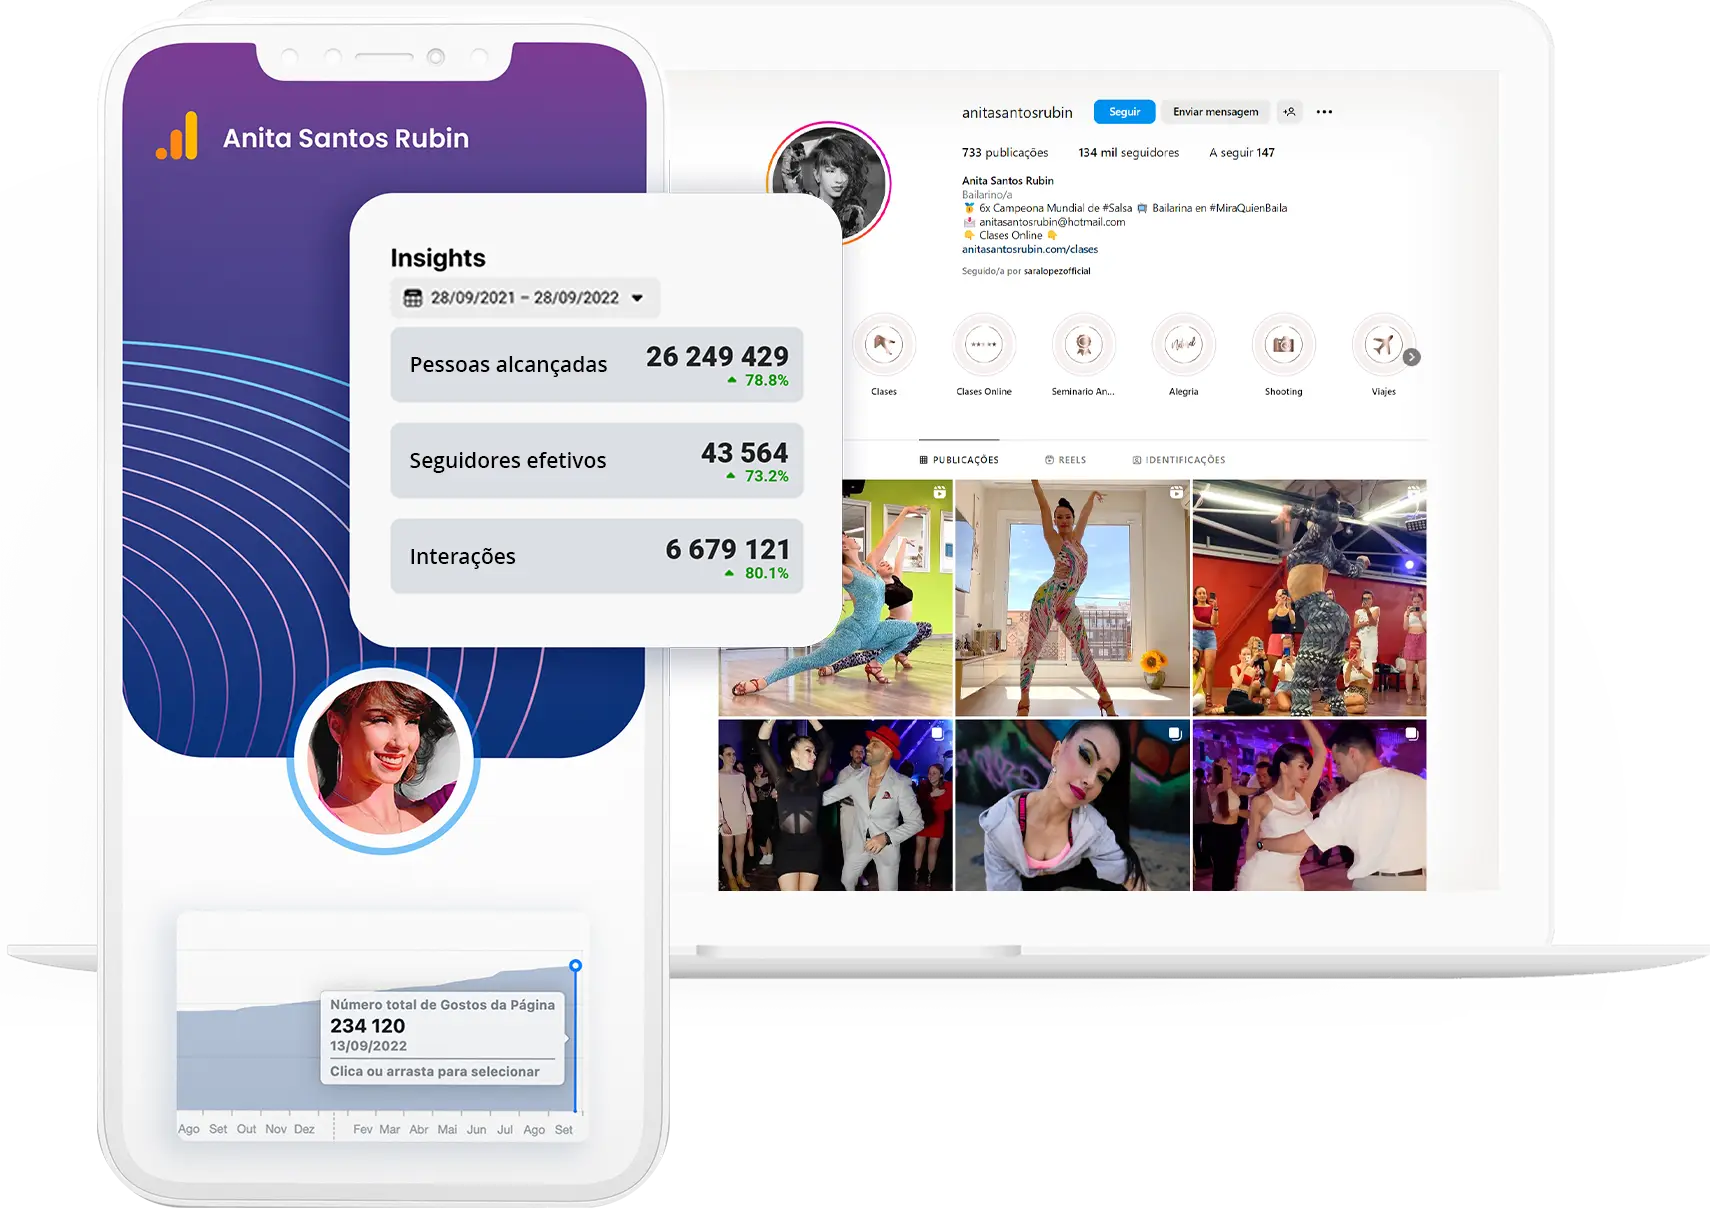 Anita Santos Rubin
Insights
28/09/2021 – 28/09/2022
Pessoas alcançadas
26 249 429
78.8%
Seguidores efetivos
43 564
73.2%
Interações
6 679 121
80.1%
Número total de Gostos da Página
234 120
13/09/2022
Clica ou arrasta para selecionar
Ago Set Out Nov Dez Fev Mar Abr Mai Jun Jul Ago Set
anitasantosrubin Seguir Enviar mensagem
733 publicações 134 mil seguidores A seguir 147
Anita Santos Rubin
Bailarino/a
🏅 6x Campeona Mundial de #Salsa 📺 Bailarina en #MiraQuienBaila
📩 anitasantosrubin@hotmail.com
👇 Clases Online 👇
anitasantosrubin.com/clases
Seguido/a por saralopezofficial
Clases Clases Online Seminario An... Alegria Shooting Viajes
PUBLICAÇÕES REELS IDENTIFICAÇÕES